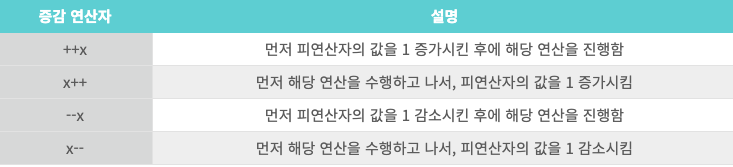 증감 연산자 설명
++x 먼저 피연산자의 값을 1 증가시킨 후에 해당 연산을 진행함
x++ 먼저 해당 연산을 수행하고 나서, 피연산자의 값을 1 증가시킴
--x 먼저 피연산자의 값을 1 감소시킨 후에 해당 연산을 진행함
x-- 먼저 해당 연산을 수행하고 나서, 피연산자의 값을 1 감소시킴